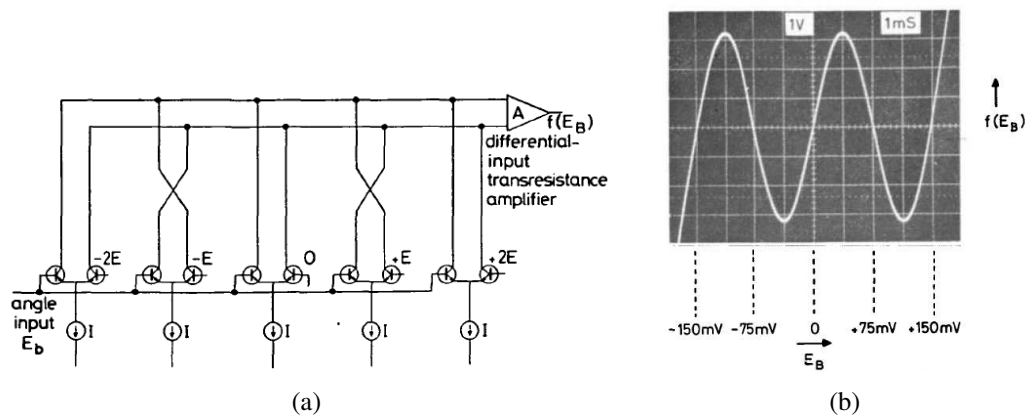 A
f(E_B)
differential-
input
transresistance
amplifier
-2E
-E
0
+E
+2E
angle
input
E_b
I
I
I
I
I
(a)
1V 1mS
f(E_B)
-150mV -75mV 0 +75mV +150mV
E_B
(b)